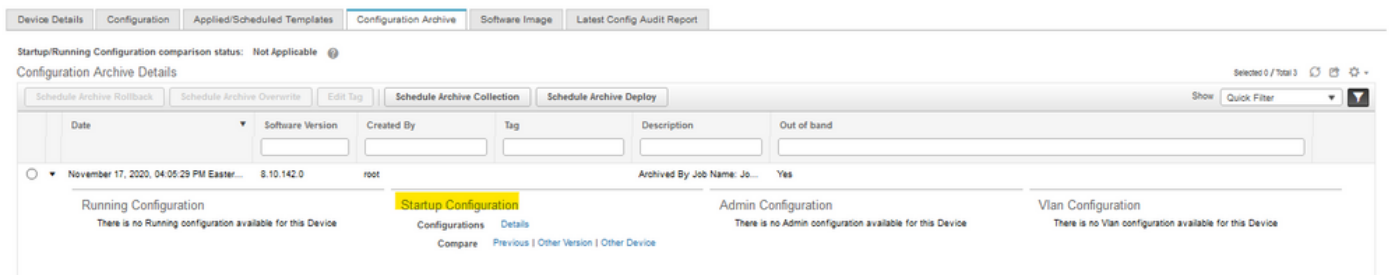 Device Details Configuration Applied/Scheduled Templates Configuration Archive Software Image Latest Config Audit Report
Startup/Running Configuration comparison status: Not Applicable
Configuration Archive Details Selected 0 / Total 3
Schedule Archive Rollback Schedule Archive Overwrite Edit Tag Schedule Archive Collection Schedule Archive Deploy Show Quick Filter
Date Software Version Created By Tag Description Out of band
November 17, 2020, 04:05:29 PM Easter... 8.10.142.0 root Archived By Job Name: Jo... Yes
Running Configuration Startup Configuration Admin Configuration Vlan Configuration
There is no Running configuration available for this Device Configurations Details There is no Admin configuration available for this Device There is no Vlan configuration available for this Device
Compare Previous | Other Version | Other Device